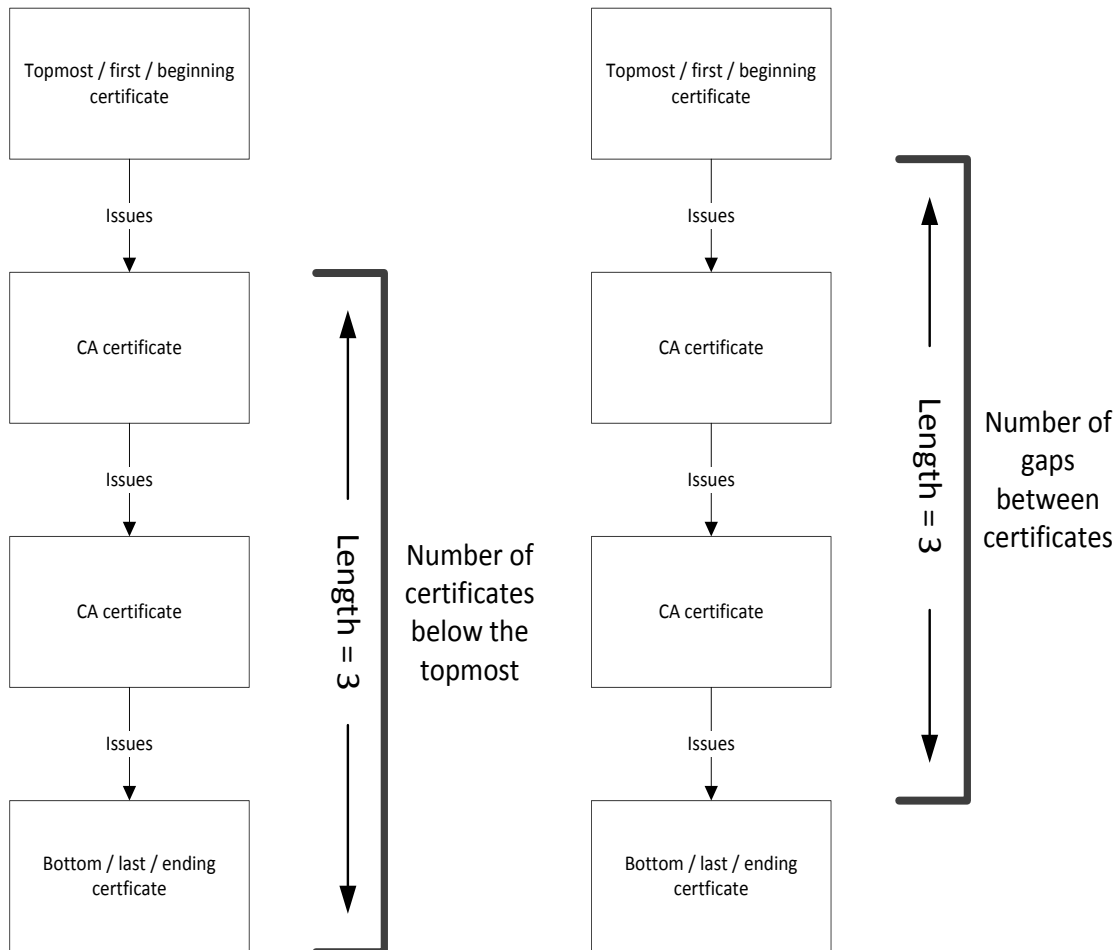 Topmost / first / beginning
certificate
Issues
CA certificate
Issues
CA certificate
Issues
Bottom / last / ending
certficate
Length = 3
Number of
certificates
below the
topmost
Topmost / first / beginning
certificate
Issues
CA certificate
Issues
CA certificate
Issues
Bottom / last / ending
certficate
Length = 3
Number of
gaps
between
certificates